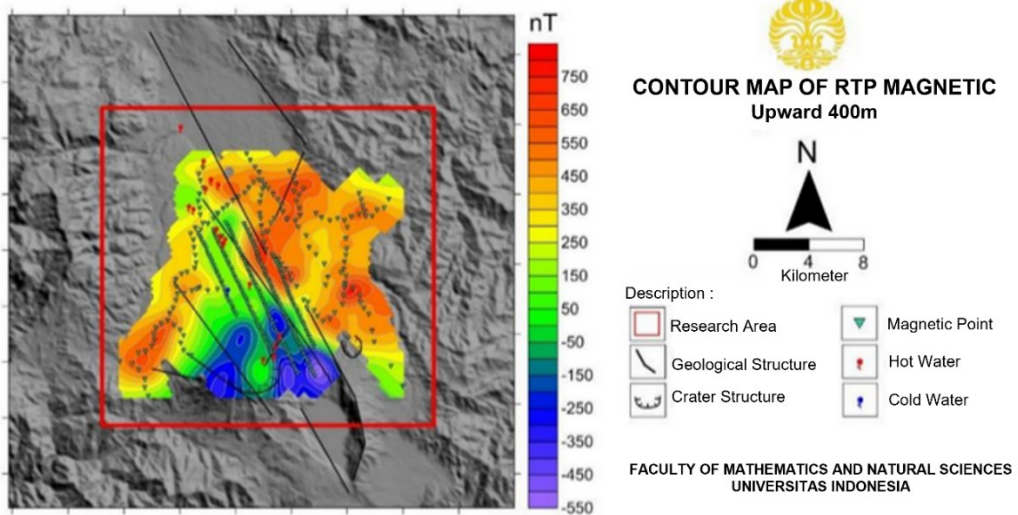 nT
750
650
550
450
350
250
150
50
-50
-150
-250
-350
-450
-550
CONTOUR MAP OF RTP MAGNETIC
Upward 400m
N
0 4 8
Kilometer
Description :
Research Area
Geological Structure
Crater Structure
Magnetic Point
Hot Water
Cold Water
FACULTY OF MATHEMATICS AND NATURAL SCIENCES
UNIVERSITAS INDONESIA